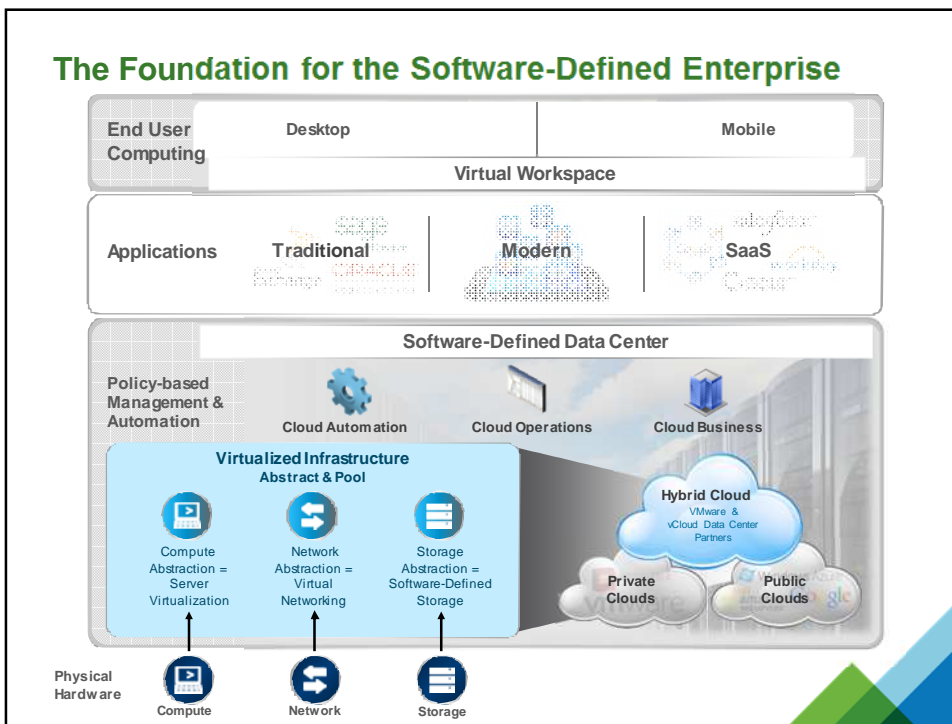 The Foundation for the Software-Defined Enterprise
End User
Computing
Desktop
Mobile
Virtual Workspace
Applications
Traditional
Modern
SaaS
Software-Defined Data Center
Policy-based
Management &
Automation
Cloud Automation
Cloud Operations
Cloud Business
Virtualized Infrastructure
Abstract & Pool
Compute
Abstraction =
Server
Virtualization
Network
Abstraction =
Virtual
Networking
Storage
Abstraction =
Software-Defined
Storage
Hybrid Cloud
VMware &
vCloud Data Center
Partners
Private
Clouds
vmware
Public
Clouds
Physical
Hardware
Compute
Network
Storage